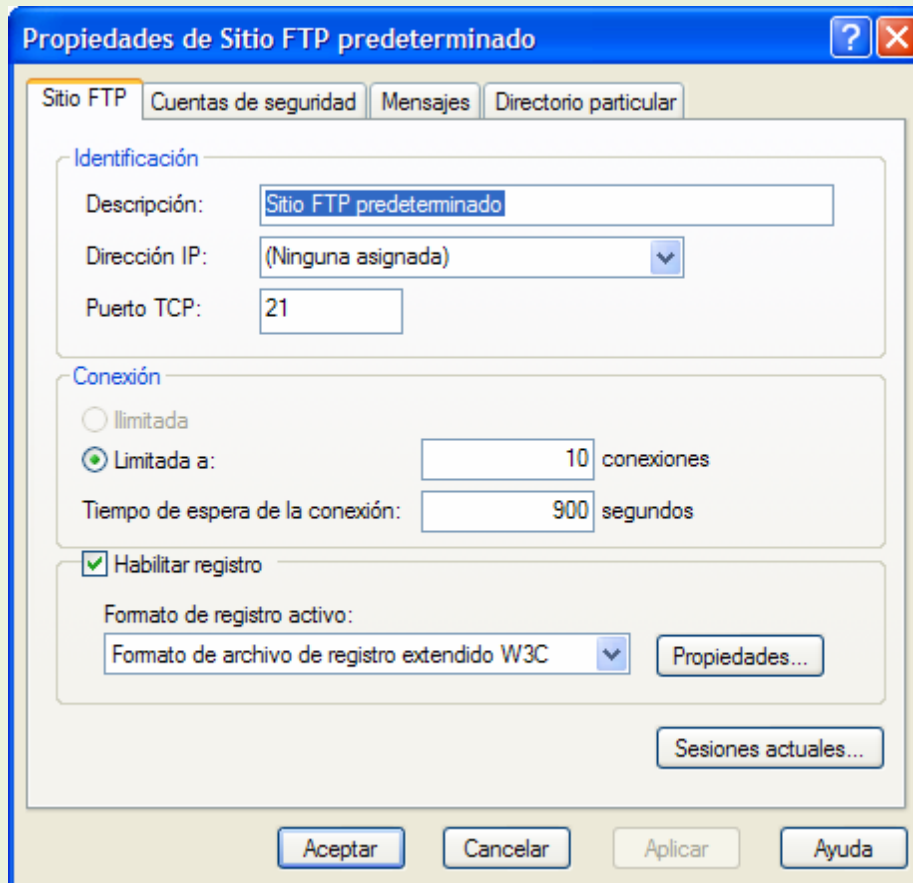 Propiedades de Sitio FTP predeterminado
Sitio FTP
Cuentas de seguridad
Mensajes
Directorio particular
Identificación
Descripción: Sitio FTP predeterminado
Dirección IP: (Ninguna asignada)
Puerto TCP: 21
Conexión
Ilimitada
Limitada a: 10 conexiones
Tiempo de espera de la conexión: 900 segundos
Habilitar registro
Formato de registro activo:
Formato de archivo de registro extendido W3C
Propiedades...
Sesiones actuales...
Aceptar
Cancelar
Aplicar
Ayuda